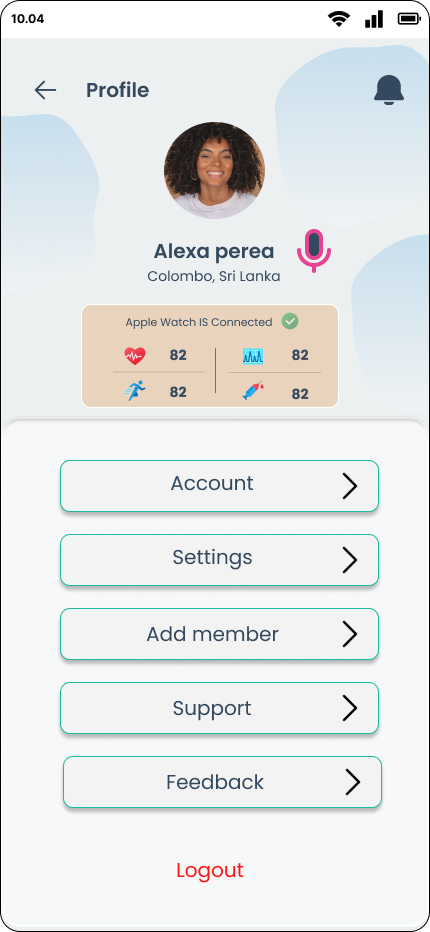 10.04
Profile
Alexa perea
Colombo, Sri Lanka
Apple Watch IS Connected
82 82
82 82
Account
Settings
Add member
Support
Feedback
Logout